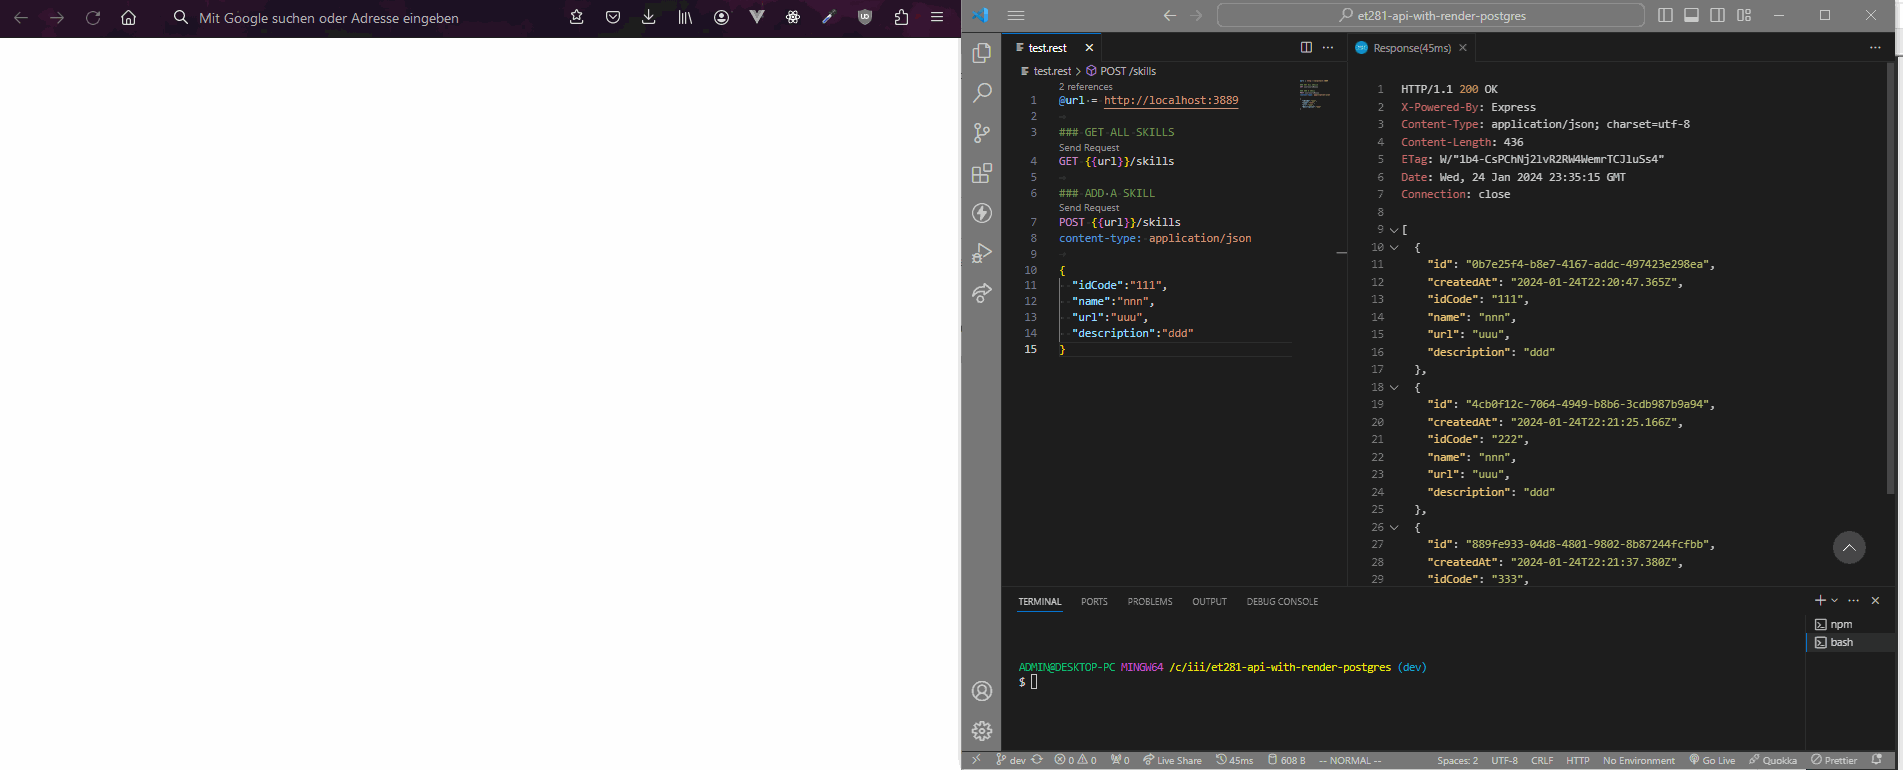 Mit Google suchen oder Adresse eingeben
et281-api-with-render-postgres
test.rest
test.rest > POST /skills
2 references
1 @url = http://localhost:3889
2
3 ### GET ALL SKILLS
Send Request
4 GET {{url}}/skills
5
6 ### ADD A SKILL
Send Request
7 POST {{url}}/skills
8 content-type: application/json
9
10 {
11 "idCode":"111",
12 "name":"nnn",
13 "url":"uuu",
14 "description":"ddd"
15 }
Response(45ms)
1 HTTP/1.1 200 OK
2 X-Powered-By: Express
3 Content-Type: application/json; charset=utf-8
4 Content-Length: 436
5 ETag: W/"1b4-CsPChNj2lvR2RW4WemrTCJluSs4"
6 Date: Wed, 24 Jan 2024 23:35:15 GMT
7 Connection: close
8
9 [
10 {
11 "id": "0b7e25f4-b8e7-4167-addc-497423e298ea",
12 "createdAt": "2024-01-24T22:20:47.365Z",
13 "idCode": "111",
14 "name": "nnn",
15 "url": "uuu",
16 "description": "ddd"
17 },
18 {
19 "id": "4cb0f12c-7064-4949-b8b6-3cdb987b9a94",
20 "createdAt": "2024-01-24T22:21:25.166Z",
21 "idCode": "222",
22 "name": "nnn",
23 "url": "uuu",
24 "description": "ddd"
25 },
26 {
27 "id": "889fe933-04d8-4801-9802-8b87244fcfbb",
28 "createdAt": "2024-01-24T22:21:37.380Z",
29 "idCode": "333",
TERMINAL PORTS PROBLEMS OUTPUT DEBUG CONSOLE
npm
bash
ADMIN@DESKTOP-PC MINGW64 /c/iii/et281-api-with-render-postgres (dev)
$
dev 0 0 0 Live Share 45ms 608 B -- NORMAL -- Spaces: 2 UTF-8 CRLF HTTP No Environment Go Live Quokka Prettier